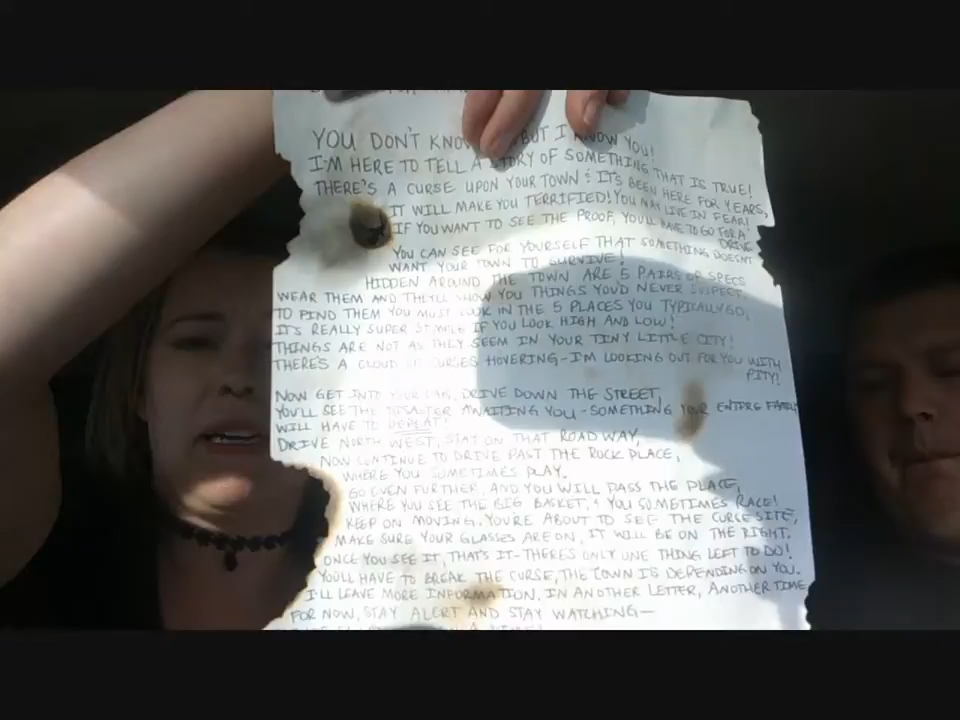 YOU DON'T KNOW BUT I KNOW YOU!
I'M HERE TO TELL A STORY OF SOMETHING THAT IS TRUE!
THERE'S A CURSE UPON YOUR TOWN & IT'S BEEN HERE FOR YEARS,
IT WILL MAKE YOU TERRIFIED! YOU MAY LIVE IN FEAR!
IF YOU WANT TO SEE THE PROOF, YOU'LL HAVE TO GO FOR A
DRIVE
YOU CAN SEE FOR YOURSELF THAT SOMETHING DOESN'T
WANT YOUR TOWN TO SURVIVE!
HIDDEN AROUND THE TOWN ARE 5 PAIRS OF SPECS
WEAR THEM AND THEY'LL SHOW YOU THINGS YOU'D NEVER SUSPECT.
TO FIND THEM YOU MUST LOOK IN THE 5 PLACES YOU TYPICALLY GO,
IT'S REALLY SUPER SIMPLE IF YOU LOOK HIGH AND LOW!
THINGS ARE NOT AS THEY SEEM IN YOUR TINY LITTLE CITY!
THERE'S A CLOUD OF CURSES HOVERING-I'M LOOKING OUT FOR YOU WITH
PITY!
NOW GET INTO YOUR CAR, DRIVE DOWN THE STREET
YOU'LL SEE THE DISASTER AWAITING YOU-SOMETHING YOUR ENTIRE FAMILY
WILL HAVE TO DEFEAT!
DRIVE NORTH WEST, STAY ON THAT ROADWAY,
NOW CONTINUE TO DRIVE PAST THE ROCK PLACE,
WHERE YOU SOMETIMES PLAY.
GO EVEN FURTHER, AND YOU WILL PASS THE PLACE,
WHERE YOU SEE THE BIG BASKET, & YOU SOMETIMES RACE!
KEEP ON MOVING. YOU'RE ABOUT TO SEE THE CURSE SITE,
MAKE SURE YOUR GLASSES ARE ON, IT WILL BE ON THE RIGHT.
ONCE YOU SEE IT, THAT'S IT-THERE'S ONLY ONE THING LEFT TO DO!
YOU'LL HAVE TO BREAK THE CURSE, THE TOWN IS DEPENDING ON YOU.
I'LL LEAVE MORE INFORMATION, IN ANOTHER LETTER, ANOTHER TIME
FOR NOW, STAY ALERT AND STAY WATCHING—